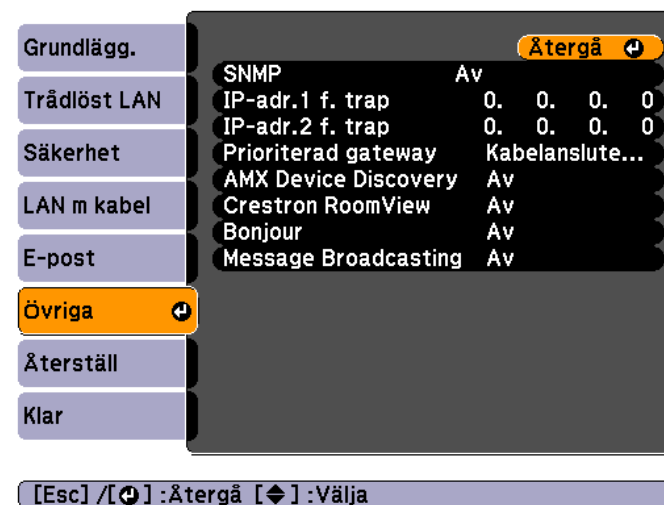 Grundlägg.
Trådlöst LAN
Säkerhet
LAN m kabel
E-post
Övriga
Återställ
Klar
Återgå
SNMP Av
IP-adr.1 f. trap 0. 0. 0. 0
IP-adr.2 f. trap 0. 0. 0. 0
Prioriterad gateway Kabelanslute...
AMX Device Discovery Av
Crestron RoomView Av
Bonjour Av
Message Broadcasting Av
[Esc] /[⏎] :Återgå [◆] :Välja